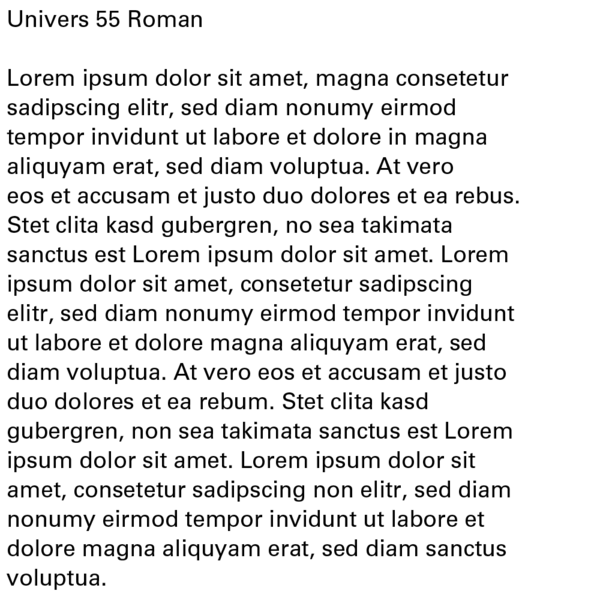 Univers 55 Roman
Lorem ipsum dolor sit amet, magna consetetur
sadipscing elitr, sed diam nonumy eirmod
tempor invidunt ut labore et dolore in magna
aliquyam erat, sed diam voluptua. At vero
eos et accusam et justo duo dolores et ea rebus.
Stet clita kasd gubergren, no sea takimata
sanctus est Lorem ipsum dolor sit amet. Lorem
ipsum dolor sit amet, consetetur sadipscing
elitr, sed diam nonumy eirmod tempor invidunt
ut labore et dolore magna aliquyam erat, sed
diam voluptua. At vero eos et accusam et justo
duo dolores et ea rebum. Stet clita kasd
gubergren, non sea takimata sanctus est Lorem
ipsum dolor sit amet. Lorem ipsum dolor sit
amet, consetetur sadipscing non elitr, sed diam
nonumy eirmod tempor invidunt ut labore et
dolore magna aliquyam erat, sed diam sanctus
voluptua.